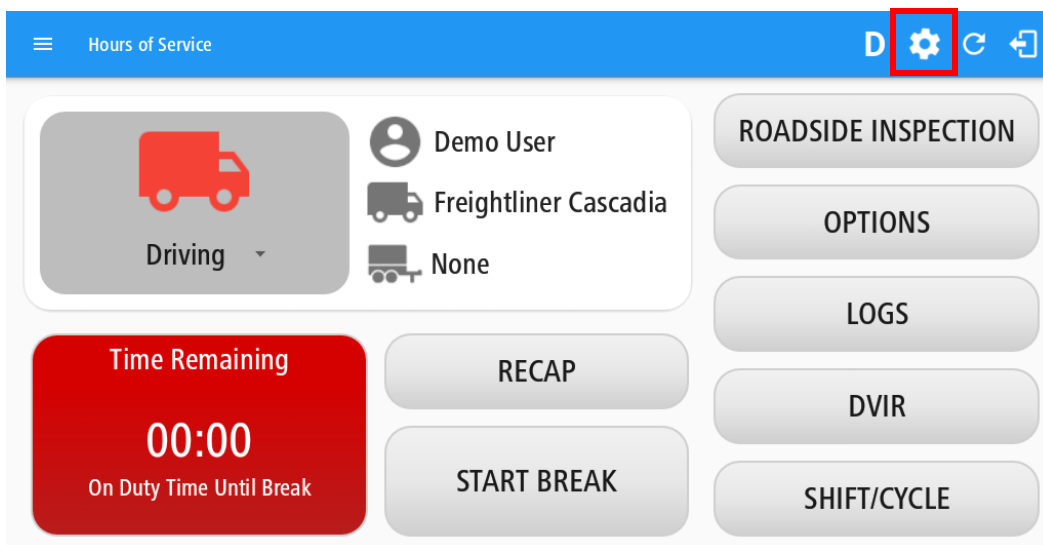 Hours of Service
D
Demo User
Freightliner Cascadia
None
Driving
Time Remaining
00:00
On Duty Time Until Break
RECAP
START BREAK
ROADSIDE INSPECTION
OPTIONS
LOGS
DVIR
SHIFT/CYCLE